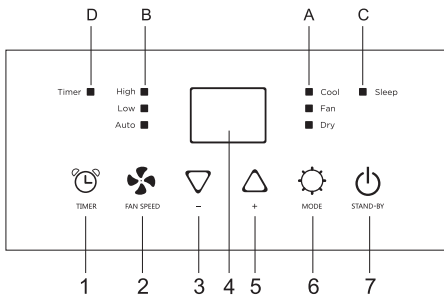 D B A C
Timer High Cool Sleep
Low Fan
Auto Dry
TIMER FAN SPEED − + MODE STAND-BY
1 2 3 4 5 6 7